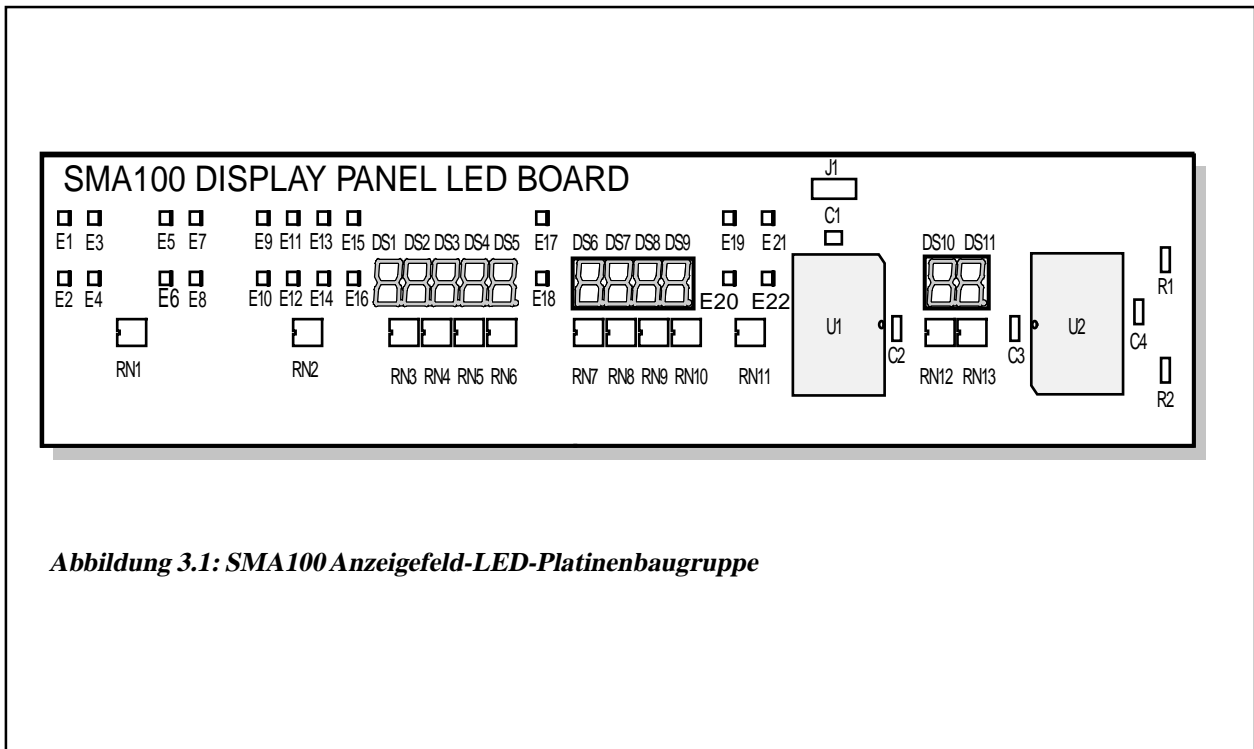 SMA100 DISPLAY PANEL LED BOARD
J1
C1
E1 E3 E5 E7 E9 E11 E13 E15 DS1 DS2 DS3 DS4 DS5 E17 DS6 DS7 DS8 DS9 E19 E21 DS10 DS11
R1
E2 E4 E6 E8 E10 E12 E14 E16 E18 E20 E22
U1 U2
C2 C3 C4
RN1 RN2 RN3 RN4 RN5 RN6 RN7 RN8 RN9 RN10 RN11 RN12 RN13
R2
Abbildung 3.1: SMA100 Anzeigefeld-LED-Platinenbaugruppe